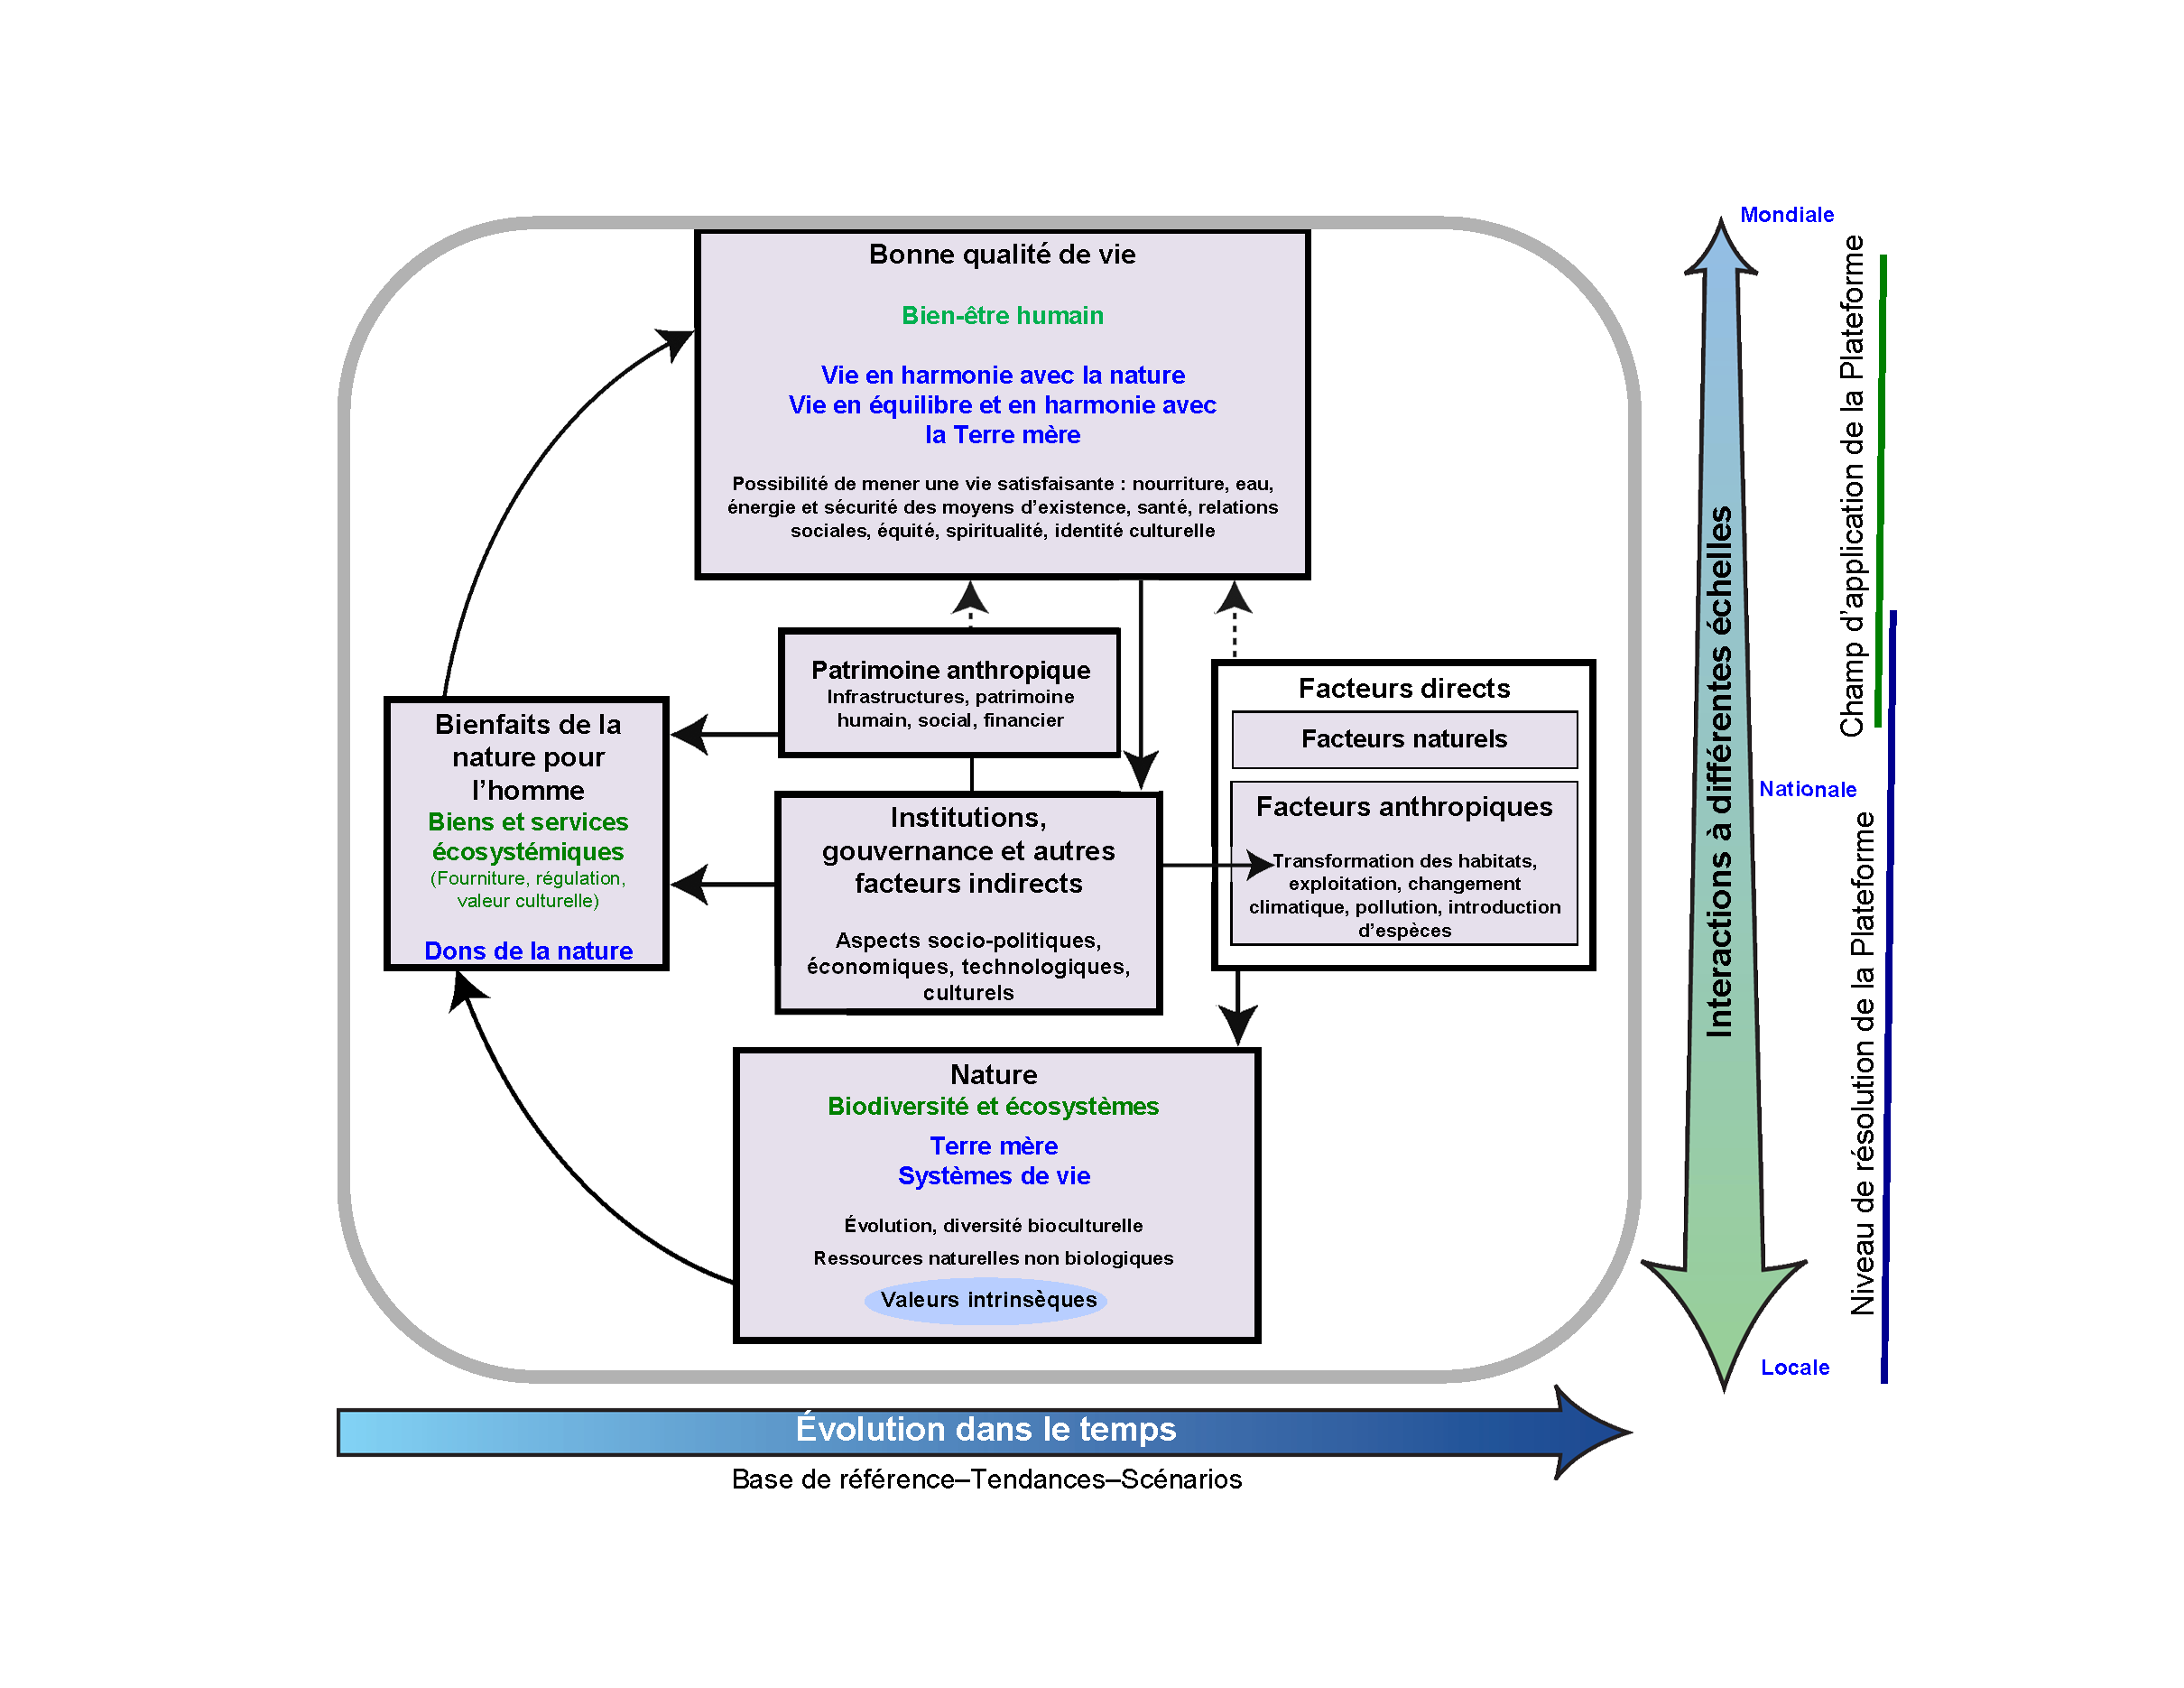 Bonne qualité de vie
Bien-être humain
Vie en harmonie avec la nature
Vie en équilibre et en harmonie avec
la Terre mère
Possibilité de mener une vie satisfaisante : nourriture, eau,
énergie et sécurité des moyens d’existence, santé, relations
sociales, équité, spiritualité, identité culturelle
Patrimoine anthropique
Infrastructures, patrimoine
humain, social, financier
Bienfaits de la
nature pour
l’homme
Biens et services
écosystémiques
(Fourniture, régulation,
valeur culturelle)
Dons de la nature
Institutions,
gouvernance et autres
facteurs indirects
Aspects socio-politiques,
économiques, technologiques,
culturels
Facteurs directs
Facteurs naturels
Facteurs anthropiques
Transformation des habitats,
exploitation, changement
climatique, pollution, introduction
d’espèces
Nature
Biodiversité et écosystèmes
Terre mère
Systèmes de vie
Évolution, diversité bioculturelle
Ressources naturelles non biologiques
Valeurs intrinsèques
Évolution dans le temps
Base de référence–Tendances–Scénarios
Mondiale
Nationale
Locale
Interactions à différentes échelles
Champ d’application de la Plateforme
Niveau de résolution de la Plateforme